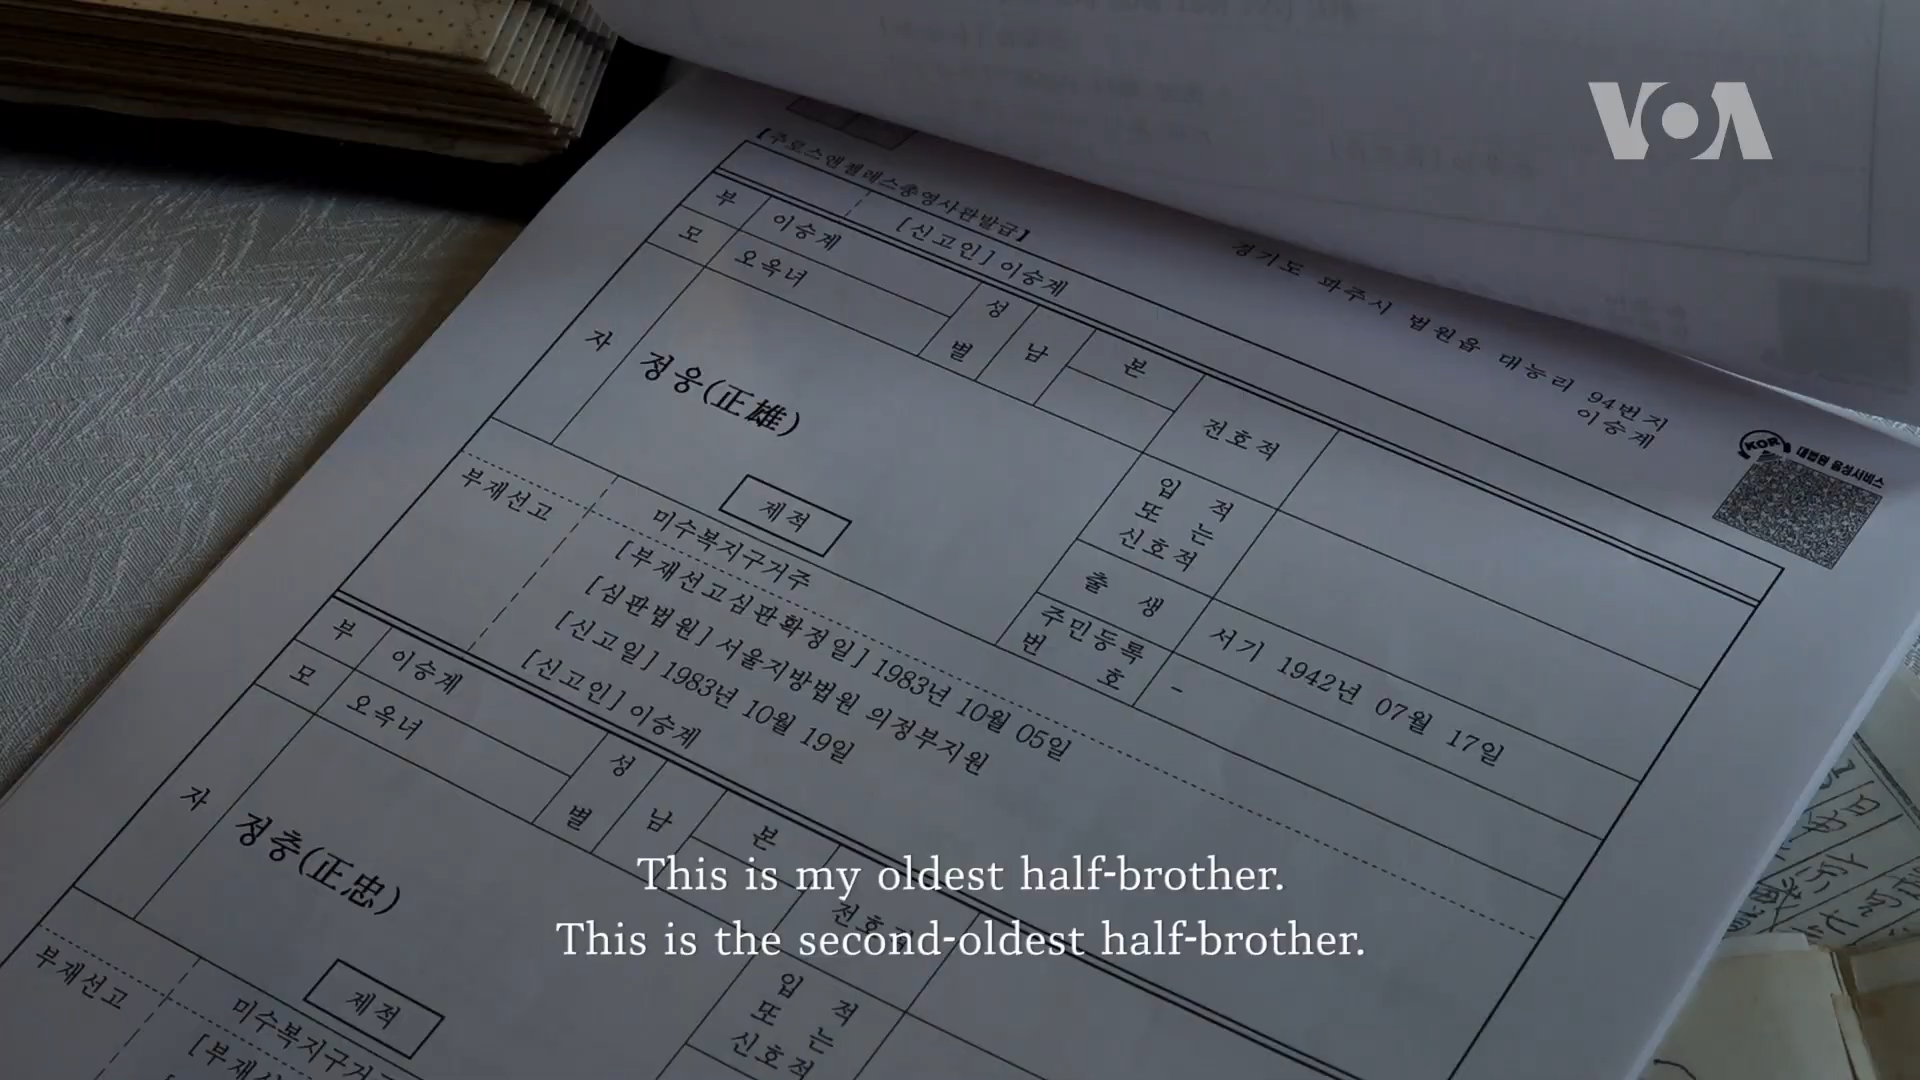 VOA
[주로스엔젤레스총영사관발급]
경기도 파주시 법원읍 대능리 94번지
이승계
KOR
대법원 음성서비스
[신고인] 이승계
부 이승계
모 오옥녀
성별 남
본
전호적
자
정웅(正雄)
제적
입적
또는
신호적
출생 서기 1942년 07월 17일
주민등록
번호 -
부재선고
미수복지구거주
[부재선고심판확정일] 1983년 10월 05일
[심판법원] 서울지방법원 의정부지원
[신고일] 1983년 10월 19일
[신고인] 이승계
부 이승계
모 오옥녀
성별 남
본
전호적
자
정충(正忠)
제적
입적
또는
신호적
부재선고
미수복지구거주
This is my oldest half-brother.
This is the second-oldest half-brother.